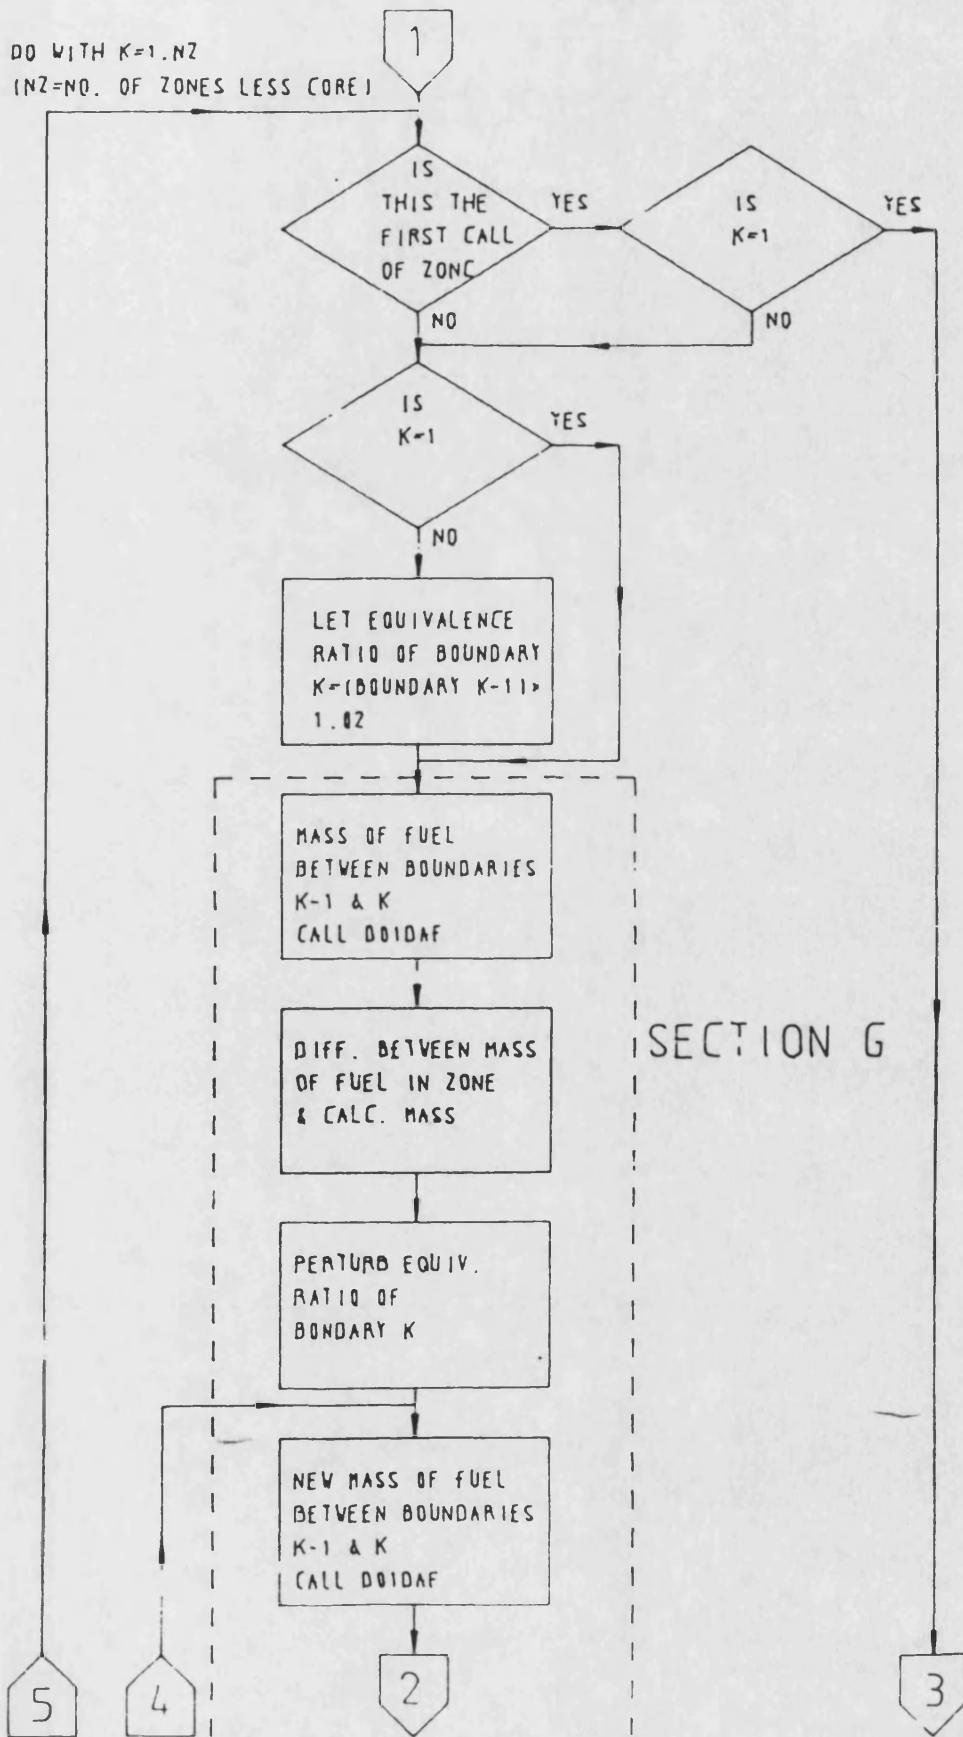 1
DO WITH K=1.NZ
(NZ=NO. OF ZONES LESS CORE)
IS
THIS THE
FIRST CALL
OF ZONC
YES
NO
IS
K=1
YES
NO
IS
K=1
YES
NO
LET EQUIVALENCE
RATIO OF BOUNDARY
K=(BOUNDARY K-1)*
1.02
MASS OF FUEL
BETWEEN BOUNDARIES
K-1 & K
CALL D01DAF
DIFF. BETWEEN MASS
OF FUEL IN ZONE
& CALC. MASS
SECTION G
PERTURB EQUIV.
RATIO OF
BONDARY K
NEW MASS OF FUEL
BETWEEN BOUNDARIES
K-1 & K
CALL D01DAF
5
4
2
3